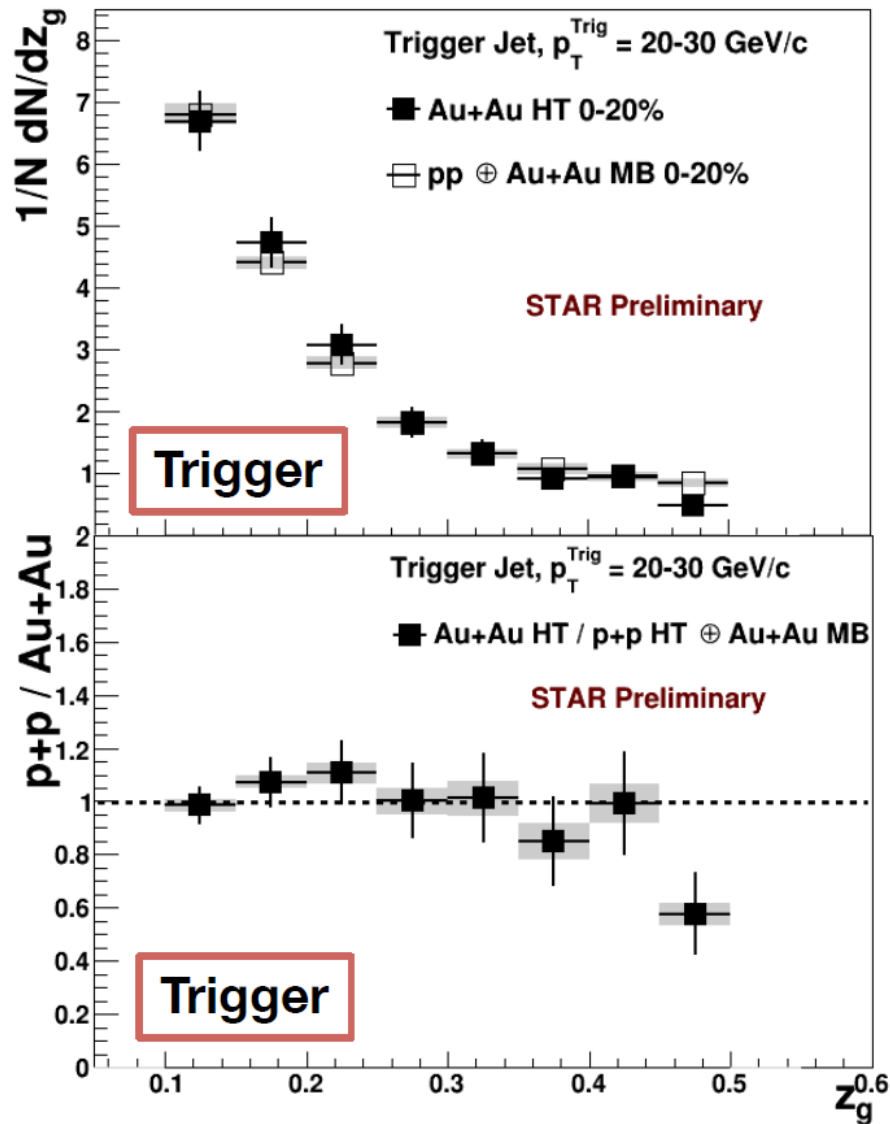 1/N dN/dz_g
8
7
6
5
4
3
2
1
0
Trigger Jet, p_T^Trig = 20-30 GeV/c
Au+Au HT 0-20%
pp ⊕ Au+Au MB 0-20%
STAR Preliminary
Trigger
p+p / Au+Au
2
1.8
1.6
1.4
1.2
1
0.8
0.6
0.4
0.2
0
Trigger Jet, p_T^Trig = 20-30 GeV/c
Au+Au HT / p+p HT ⊕ Au+Au MB
STAR Preliminary
Trigger
0.1 0.2 0.3 0.4 0.5 0.6
z_g